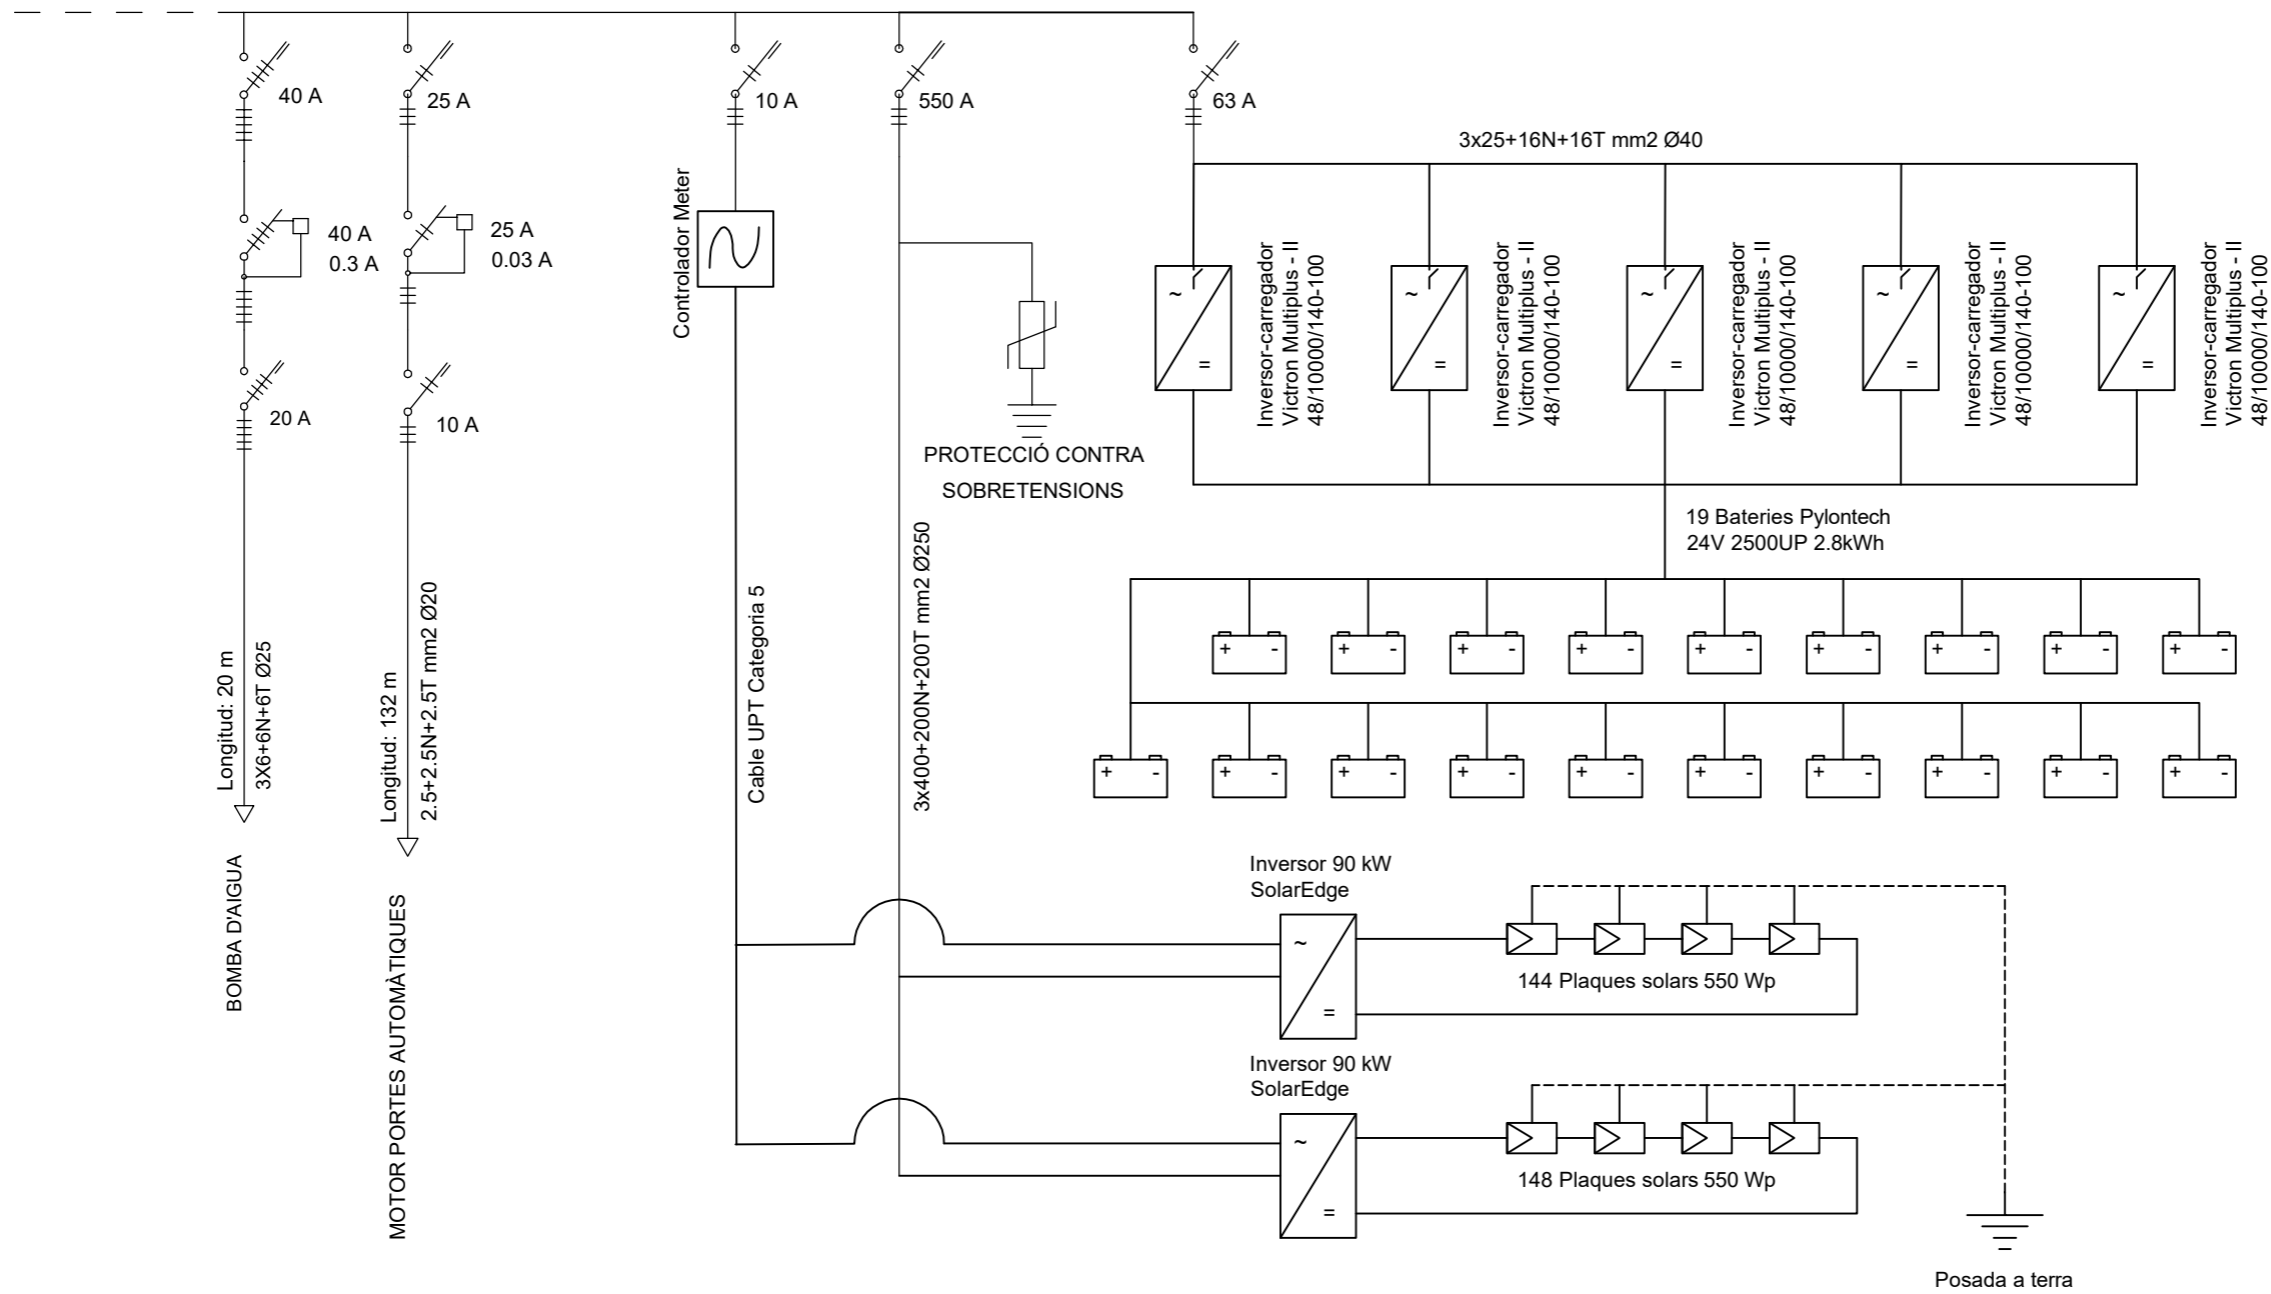 40 A
25 A
10 A
550 A
63 A
3x25+16N+16T mm2 Ø40
40 A
0.3 A
25 A
0.03 A
Controlador Meter
Inversor-carregador
Victron Multiplus - II
48/10000/140-100
Inversor-carregador
Victron Multiplus - II
48/10000/140-100
Inversor-carregador
Victron Multiplus - II
48/10000/140-100
Inversor-carregador
Victron Multiplus - II
48/10000/140-100
Inversor-carregador
Victron Multiplus - II
48/10000/140-100
20 A
10 A
PROTECCIÓ CONTRA
SOBRETENSIONS
19 Bateries Pylontech
24V 2500UP 2.8kWh
Longitud: 20 m
3X6+6N+6T Ø25
Longitud: 132 m
2.5+2.5N+2.5T mm2 Ø20
Cable UPT Categoria 5
3x400+200N+200T mm2 Ø250
BOMBA D'AIGUA
MOTOR PORTES AUTOMÀTIQUES
Inversor 90 kW
SolarEdge
144 Plaques solars 550 Wp
Inversor 90 kW
SolarEdge
148 Plaques solars 550 Wp
Posada a terra